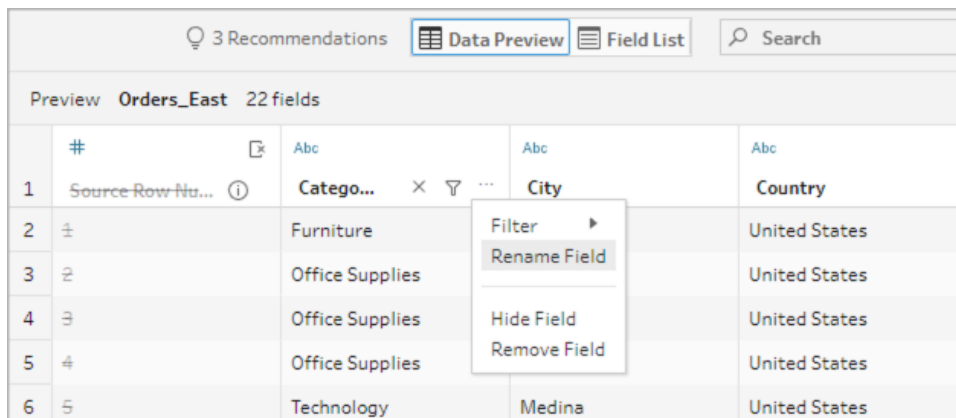 3 Recommendations Data Preview Field List Search
Preview Orders_East 22 fields
# Abc Abc Abc
1 Source Row Nu... Catego... City Country
2 1 Furniture United States
Filter
Rename Field
3 2 Office Supplies United States
4 3 Office Supplies United States
Hide Field
Remove Field
5 4 Office Supplies United States
6 5 Technology Medina United States